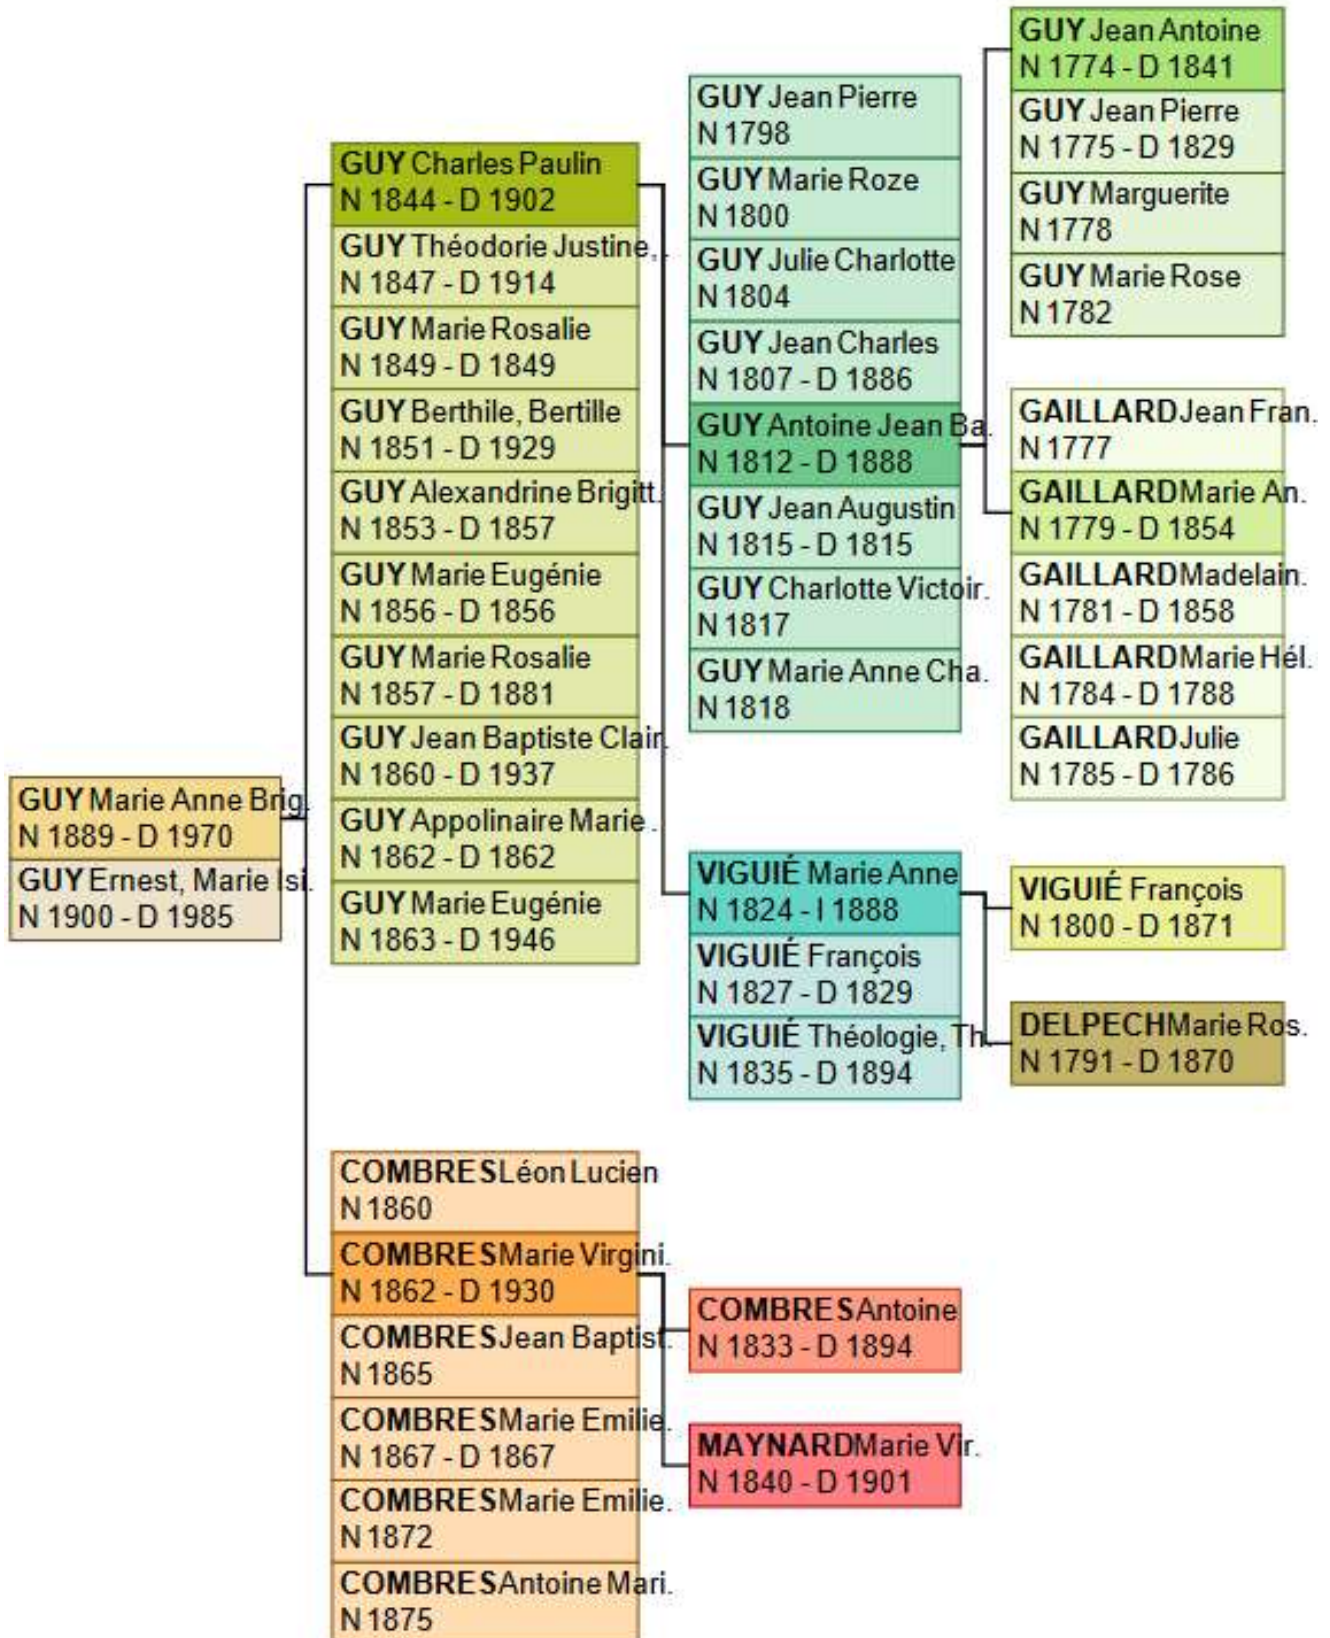 GUY Marie Anne Brig.
N 1889 - D 1970
GUY Ernest, Marie Isi.
N 1900 - D 1985
GUY Charles Paulin
N 1844 - D 1902
GUY Théodorie Justine, .
N 1847 - D 1914
GUY Marie Rosalie
N 1849 - D 1849
GUY Berthile, Bertille
N 1851 - D 1929
GUY Alexandrine Brigitt.
N 1853 - D 1857
GUY Marie Eugénie
N 1856 - D 1856
GUY Marie Rosalie
N 1857 - D 1881
GUY Jean Baptiste Clair.
N 1860 - D 1937
GUY Appolinaire Marie .
N 1862 - D 1862
GUY Marie Eugénie
N 1863 - D 1946
COMBRES Léon Lucien
N 1860
COMBRES Marie Virgini.
N 1862 - D 1930
COMBRES Jean Baptist.
N 1865
COMBRES Marie Emilie.
N 1867 - D 1867
COMBRES Marie Emilie.
N 1872
COMBRES Antoine Mari.
N 1875
GUY Jean Pierre
N 1798
GUY Marie Roze
N 1800
GUY Julie Charlotte
N 1804
GUY Jean Charles
N 1807 - D 1886
GUY Antoine Jean Ba.
N 1812 - D 1888
GUY Jean Augustin
N 1815 - D 1815
GUY Charlotte Victoir.
N 1817
GUY Marie Anne Cha.
N 1818
VIGUIÉ Marie Anne
N 1824 - I 1888
VIGUIÉ François
N 1827 - D 1829
VIGUIÉ Théologie, Th.
N 1835 - D 1894
COMBRES Antoine
N 1833 - D 1894
MAYNARD Marie Vir.
N 1840 - D 1901
GUY Jean Antoine
N 1774 - D 1841
GUY Jean Pierre
N 1775 - D 1829
GUY Marguerite
N 1778
GUY Marie Rose
N 1782
GAILLARD Jean Fran.
N 1777
GAILLARD Marie An.
N 1779 - D 1854
GAILLARD Madelain.
N 1781 - D 1858
GAILLARD Marie Hél.
N 1784 - D 1788
GAILLARD Julie
N 1785 - D 1786
VIGUIÉ François
N 1800 - D 1871
DELPECH Marie Ros.
N 1791 - D 1870